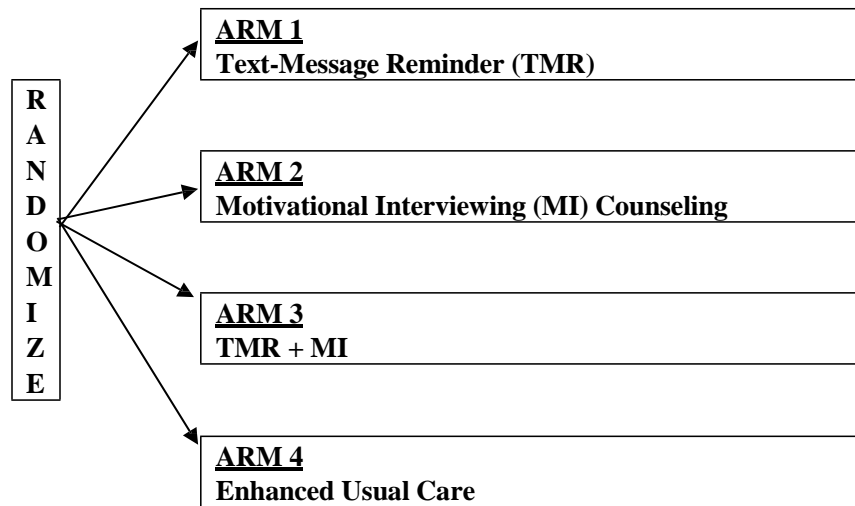 R
A
N
D
O
M
I
Z
E
ARM 1
Text-Message Reminder (TMR)
ARM 2
Motivational Interviewing (MI) Counseling
ARM 3
TMR + MI
ARM 4
Enhanced Usual Care